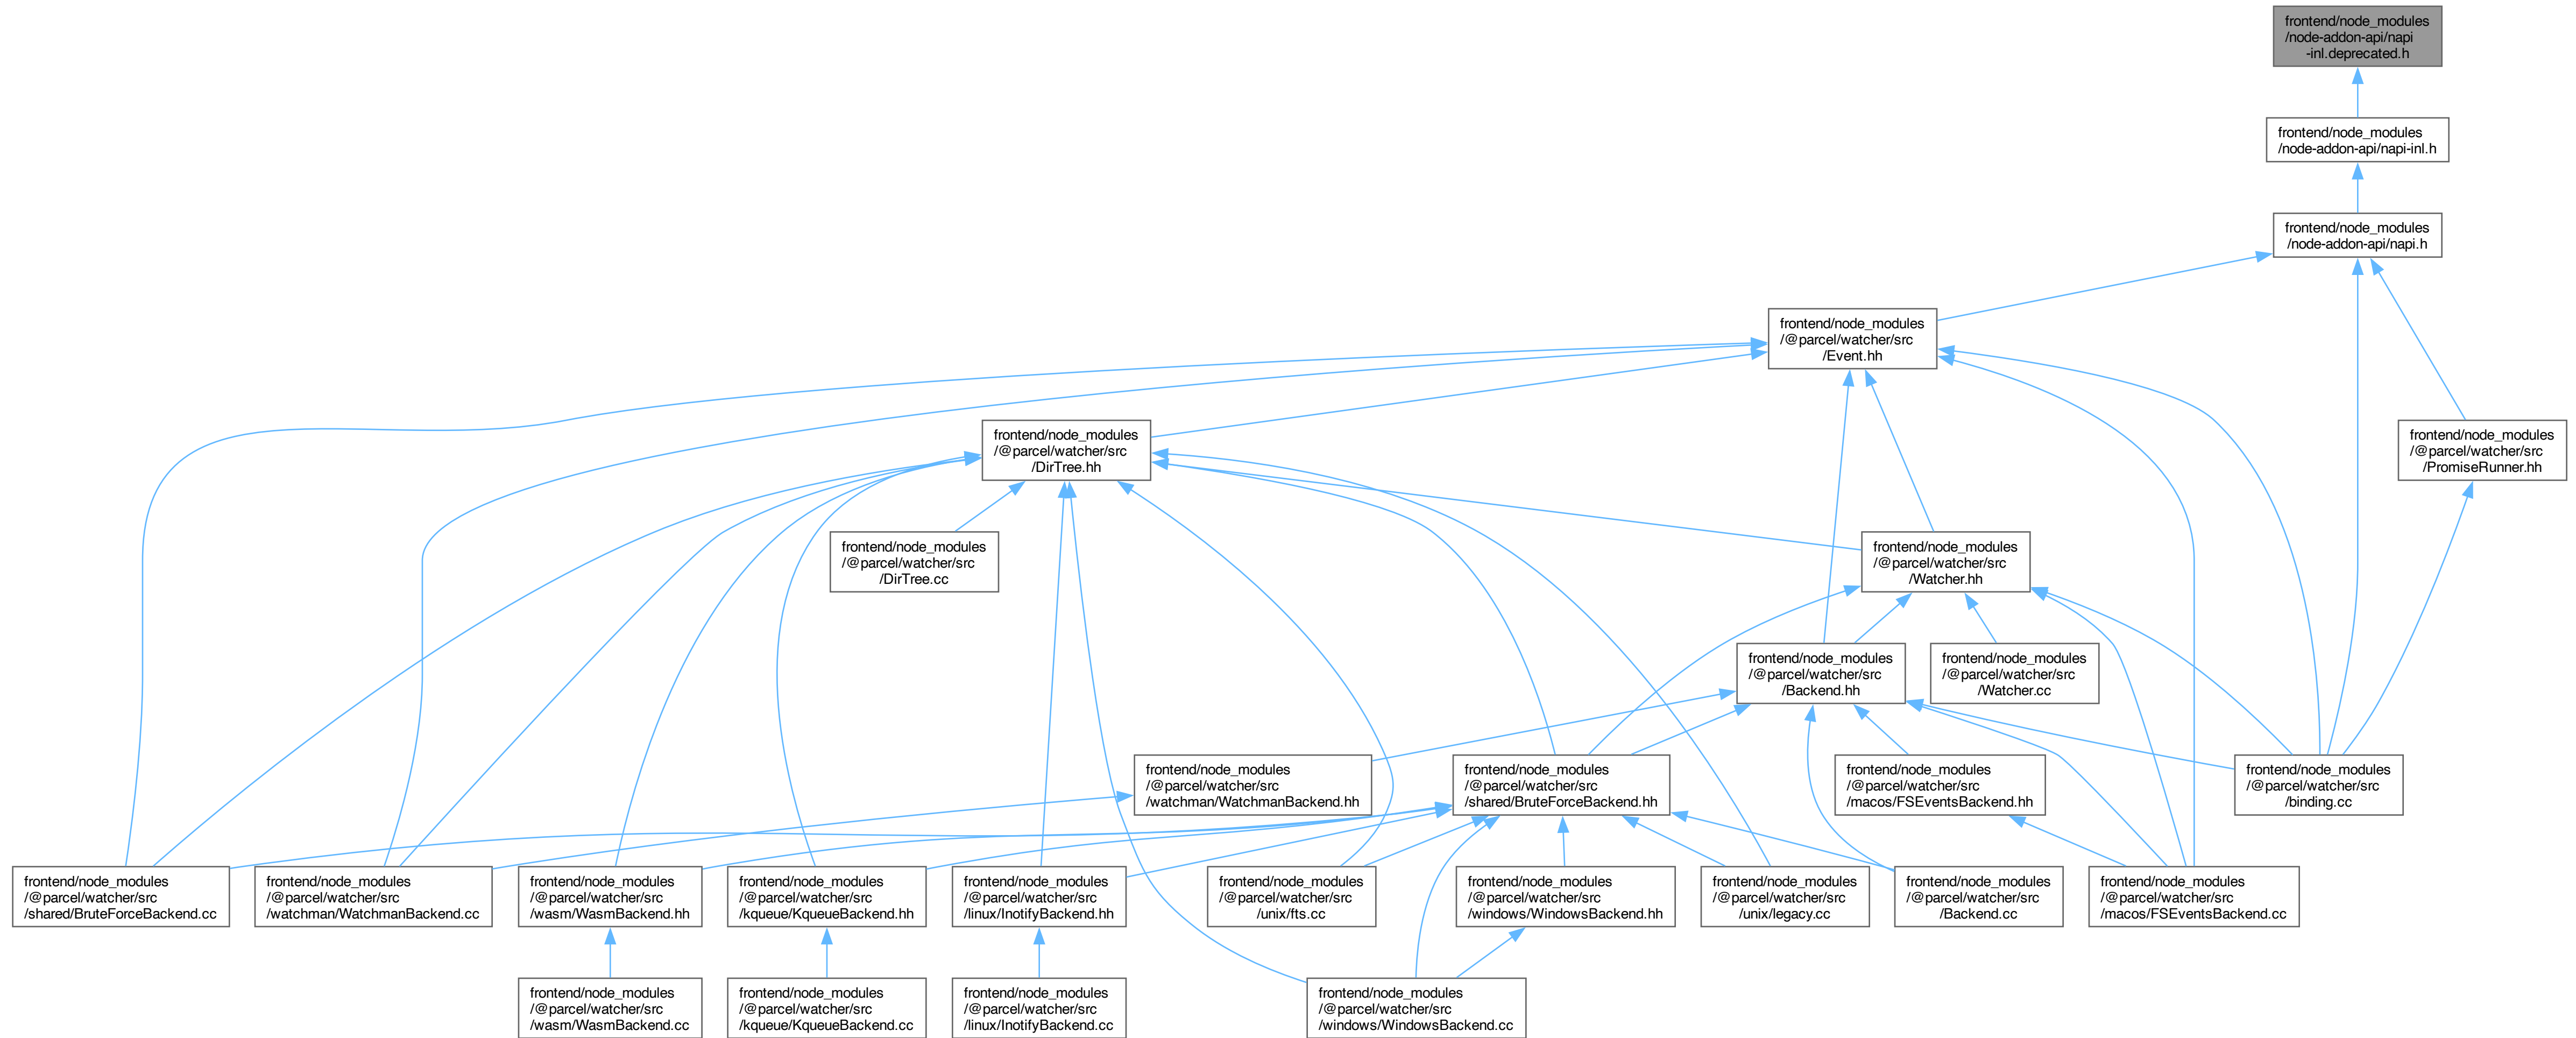 frontend/node_modules
/node-addon-api/napi
-inl.deprecated.h
frontend/node_modules
/node-addon-api/napi-inl.h
frontend/node_modules
/node-addon-api/napi.h
frontend/node_modules
/@parcel/watcher/src
/Event.hh
frontend/node_modules
/@parcel/watcher/src
/DirTree.hh
frontend/node_modules
/@parcel/watcher/src
/PromiseRunner.hh
frontend/node_modules
/@parcel/watcher/src
/DirTree.cc
frontend/node_modules
/@parcel/watcher/src
/Watcher.hh
frontend/node_modules
/@parcel/watcher/src
/Backend.hh
frontend/node_modules
/@parcel/watcher/src
/Watcher.cc
frontend/node_modules
/@parcel/watcher/src
/watchman/WatchmanBackend.hh
frontend/node_modules
/@parcel/watcher/src
/shared/BruteForceBackend.hh
frontend/node_modules
/@parcel/watcher/src
/macos/FSEventsBackend.hh
frontend/node_modules
/@parcel/watcher/src
/binding.cc
frontend/node_modules
/@parcel/watcher/src
/shared/BruteForceBackend.cc
frontend/node_modules
/@parcel/watcher/src
/watchman/WatchmanBackend.cc
frontend/node_modules
/@parcel/watcher/src
/wasm/WasmBackend.hh
frontend/node_modules
/@parcel/watcher/src
/kqueue/KqueueBackend.hh
frontend/node_modules
/@parcel/watcher/src
/linux/InotifyBackend.hh
frontend/node_modules
/@parcel/watcher/src
/unix/fts.cc
frontend/node_modules
/@parcel/watcher/src
/windows/WindowsBackend.hh
frontend/node_modules
/@parcel/watcher/src
/unix/legacy.cc
frontend/node_modules
/@parcel/watcher/src
/Backend.cc
frontend/node_modules
/@parcel/watcher/src
/macos/FSEventsBackend.cc
frontend/node_modules
/@parcel/watcher/src
/wasm/WasmBackend.cc
frontend/node_modules
/@parcel/watcher/src
/kqueue/KqueueBackend.cc
frontend/node_modules
/@parcel/watcher/src
/linux/InotifyBackend.cc
frontend/node_modules
/@parcel/watcher/src
/windows/WindowsBackend.cc